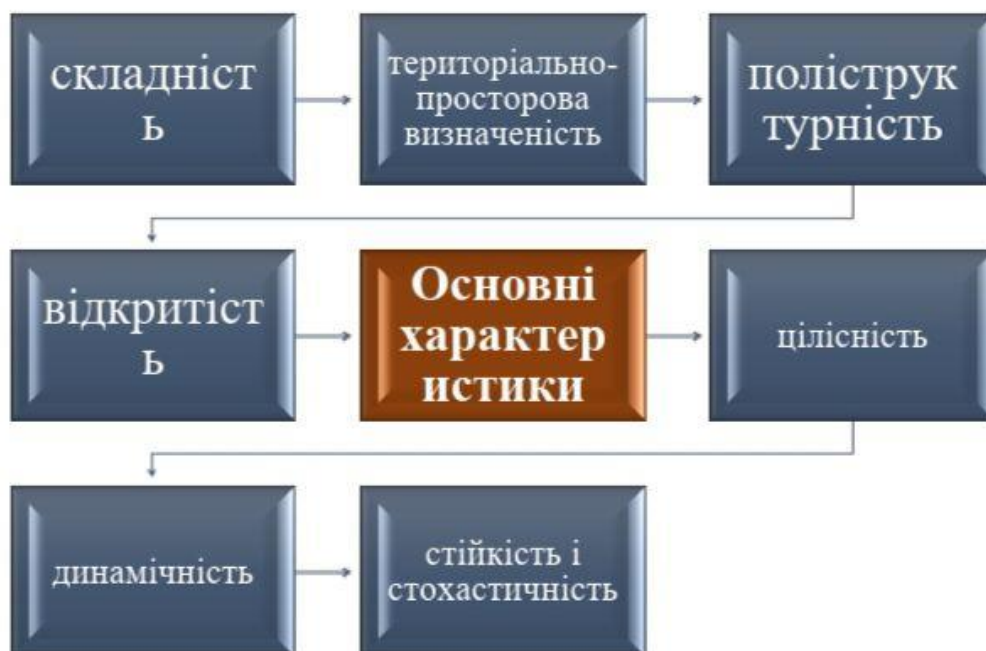 складніст
ь
територіально-
просторова
визначеність
поліструк
турність
відкритіст
ь
Основні
характер
истики
цілісність
динамічність
стійкість і
стохастичність